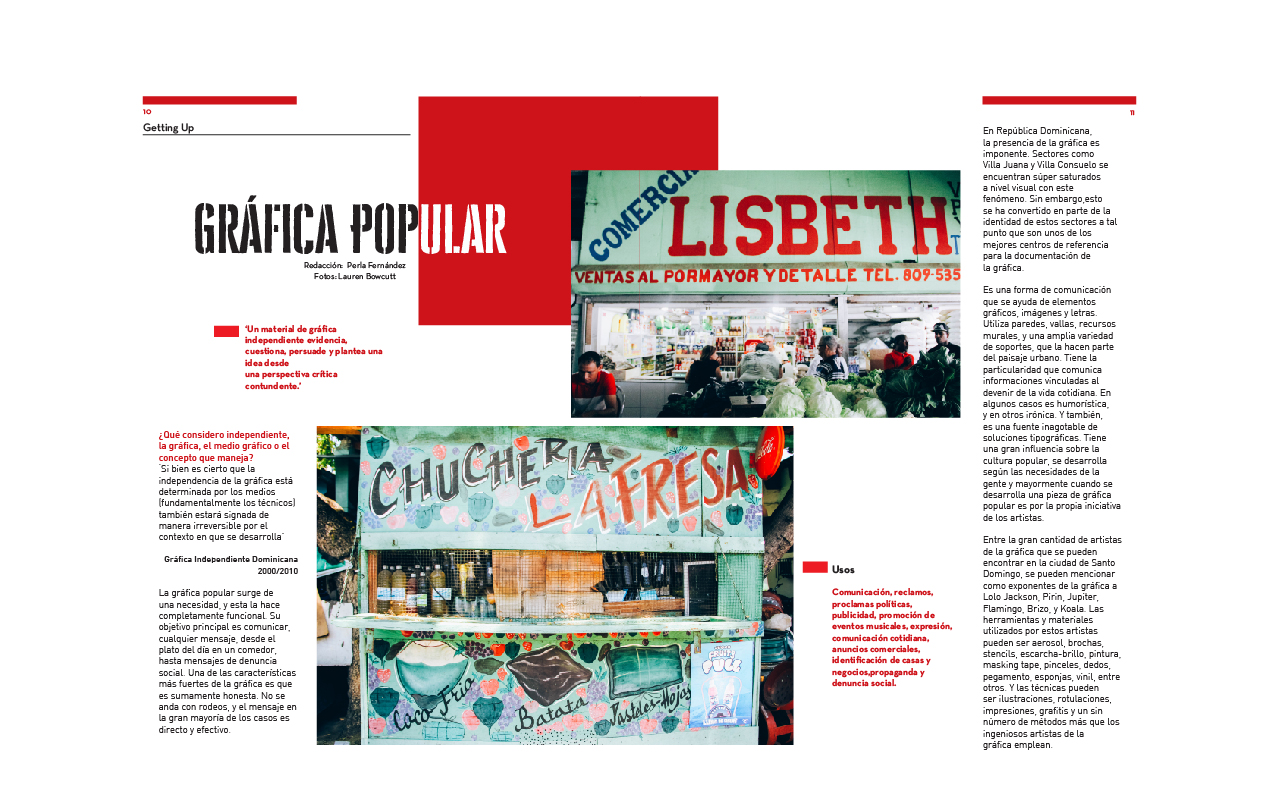 10
Getting Up
GRÁFICA POPULAR
Redacción: Perla Fernández
Fotos: Lauren Bowcutt
'Un material de gráfica
independiente evidencia,
cuestiona, persuade y plantea una
idea desde
una perspectiva crítica
contundente.'
¿Qué considero independiente,
la gráfica, el medio gráfico o el
concepto que maneja?
'Si bien es cierto que la
independencia de la gráfica está
determinada por los medios
(fundamentalmente los técnicos)
también estará signada de
manera irreversible por el
contexto en que se desarrolla'
Gráfica Independiente Dominicana
2000/2010
La gráfica popular surge de
una necesidad, y esta la hace
completamente funcional. Su
objetivo principal es comunicar,
cualquier mensaje, desde el
plato del día en un comedor,
hasta mensajes de denuncia
social. Una de las características
más fuertes de la gráfica es que
es sumamente honesta. No se
anda con rodeos, y el mensaje en
la gran mayoría de los casos es
directo y efectivo.
COMERCIA
LISBETH
VENTAS AL PORMAYOR Y DETALLE TEL. 809-535
CHUCHERIA
LA FRESA
Coco Frio
Batata
Pasteles-Hojas
Usos
Comunicación, reclamos,
proclamas políticas,
publicidad, promoción de
eventos musicales, expresión,
comunicación cotidiana,
anuncios comerciales,
identificación de casas y
negocios,propaganda y
denuncia social.
11
En República Dominicana,
la presencia de la gráfica es
imponente. Sectores como
Villa Juana y Villa Consuelo se
encuentran súper saturados
a nivel visual con este
fenómeno. Sin embargo,esto
se ha convertido en parte de la
identidad de estos sectores a tal
punto que son unos de los
mejores centros de referencia
para la documentación de
la gráfica.
Es una forma de comunicación
que se ayuda de elementos
gráficos, imágenes y letras.
Utiliza paredes, vallas, recursos
murales, y una amplia variedad
de soportes, que la hacen parte
del paisaje urbano. Tiene la
particularidad que comunica
informaciones vinculadas al
devenir de la vida cotidiana. En
algunos casos es humorística,
y en otros irónica. Y también,
es una fuente inagotable de
soluciones tipográficas. Tiene
una gran influencia sobre la
cultura popular, se desarrolla
según las necesidades de la
gente y mayormente cuando se
desarrolla una pieza de gráfica
popular es por la propia iniciativa
de los artistas.
Entre la gran cantidad de artistas
de la gráfica que se pueden
encontrar en la ciudad de Santo
Domingo, se pueden mencionar
como exponentes de la gráfica a
Lolo Jackson, Pirin, Jupiter,
Flamingo, Brizo, y Koala. Las
herramientas y materiales
utilizados por estos artistas
pueden ser aerosol, brochas,
stencils, escarcha-brillo, pintura,
masking tape, pinceles, dedos,
pegamento, esponjas, vinil, entre
otros. Y las técnicas pueden
ser ilustraciones, rotulaciones,
impresiones, grafitis y un sin
número de métodos más que los
ingeniosos artistas de la
gráfica emplean.